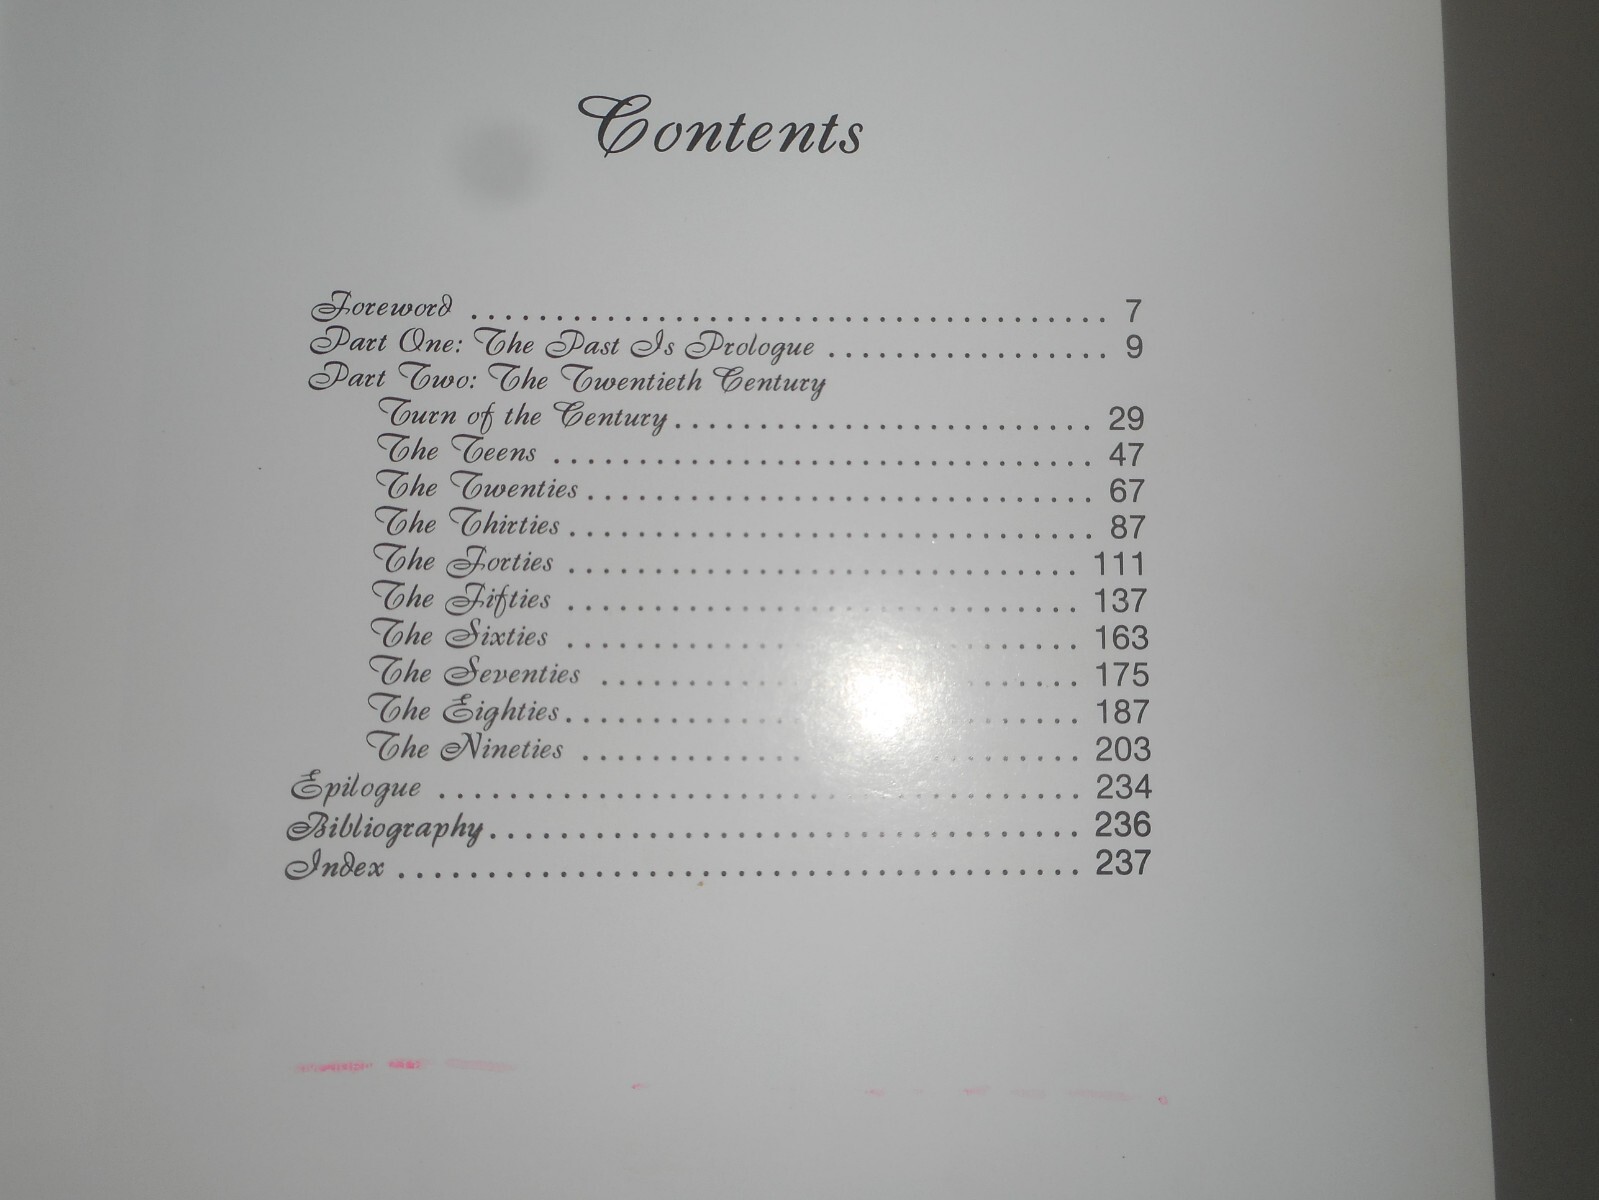 Contents
Foreword . . . . . . . . . . . . . . . . . . . . . . . . . . . . . . . . . . . . . . 7
Part One: The Past Is Prologue . . . . . . . . . . . . . . . . . 9
Part Two: The Twentieth Century
Turn of the Century . . . . . . . . . . . . . . . . . . . . . . . . . 29
The Teens . . . . . . . . . . . . . . . . . . . . . . . . . . . . . . . . 47
The Twenties . . . . . . . . . . . . . . . . . . . . . . . . . . . . . . 67
The Thirties . . . . . . . . . . . . . . . . . . . . . . . . . . . . . . . 87
The Forties . . . . . . . . . . . . . . . . . . . . . . . . . . . . . . 111
The Fifties . . . . . . . . . . . . . . . . . . . . . . . . . . . . . . 137
The Sixties . . . . . . . . . . . . . . . . . . . . . . . . . . . . . . 163
The Seventies . . . . . . . . . . . . . . . . . . . . . . . . . . . . 175
The Eighties . . . . . . . . . . . . . . . . . . . . . . . . . . . . . . 187
The Nineties . . . . . . . . . . . . . . . . . . . . . . . . . . . . . 203
Epilogue . . . . . . . . . . . . . . . . . . . . . . . . . . . . . . . . . . . . 234
Bibliography . . . . . . . . . . . . . . . . . . . . . . . . . . . . . . . . . 236
Index . . . . . . . . . . . . . . . . . . . . . . . . . . . . . . . . . . . . . . . 237